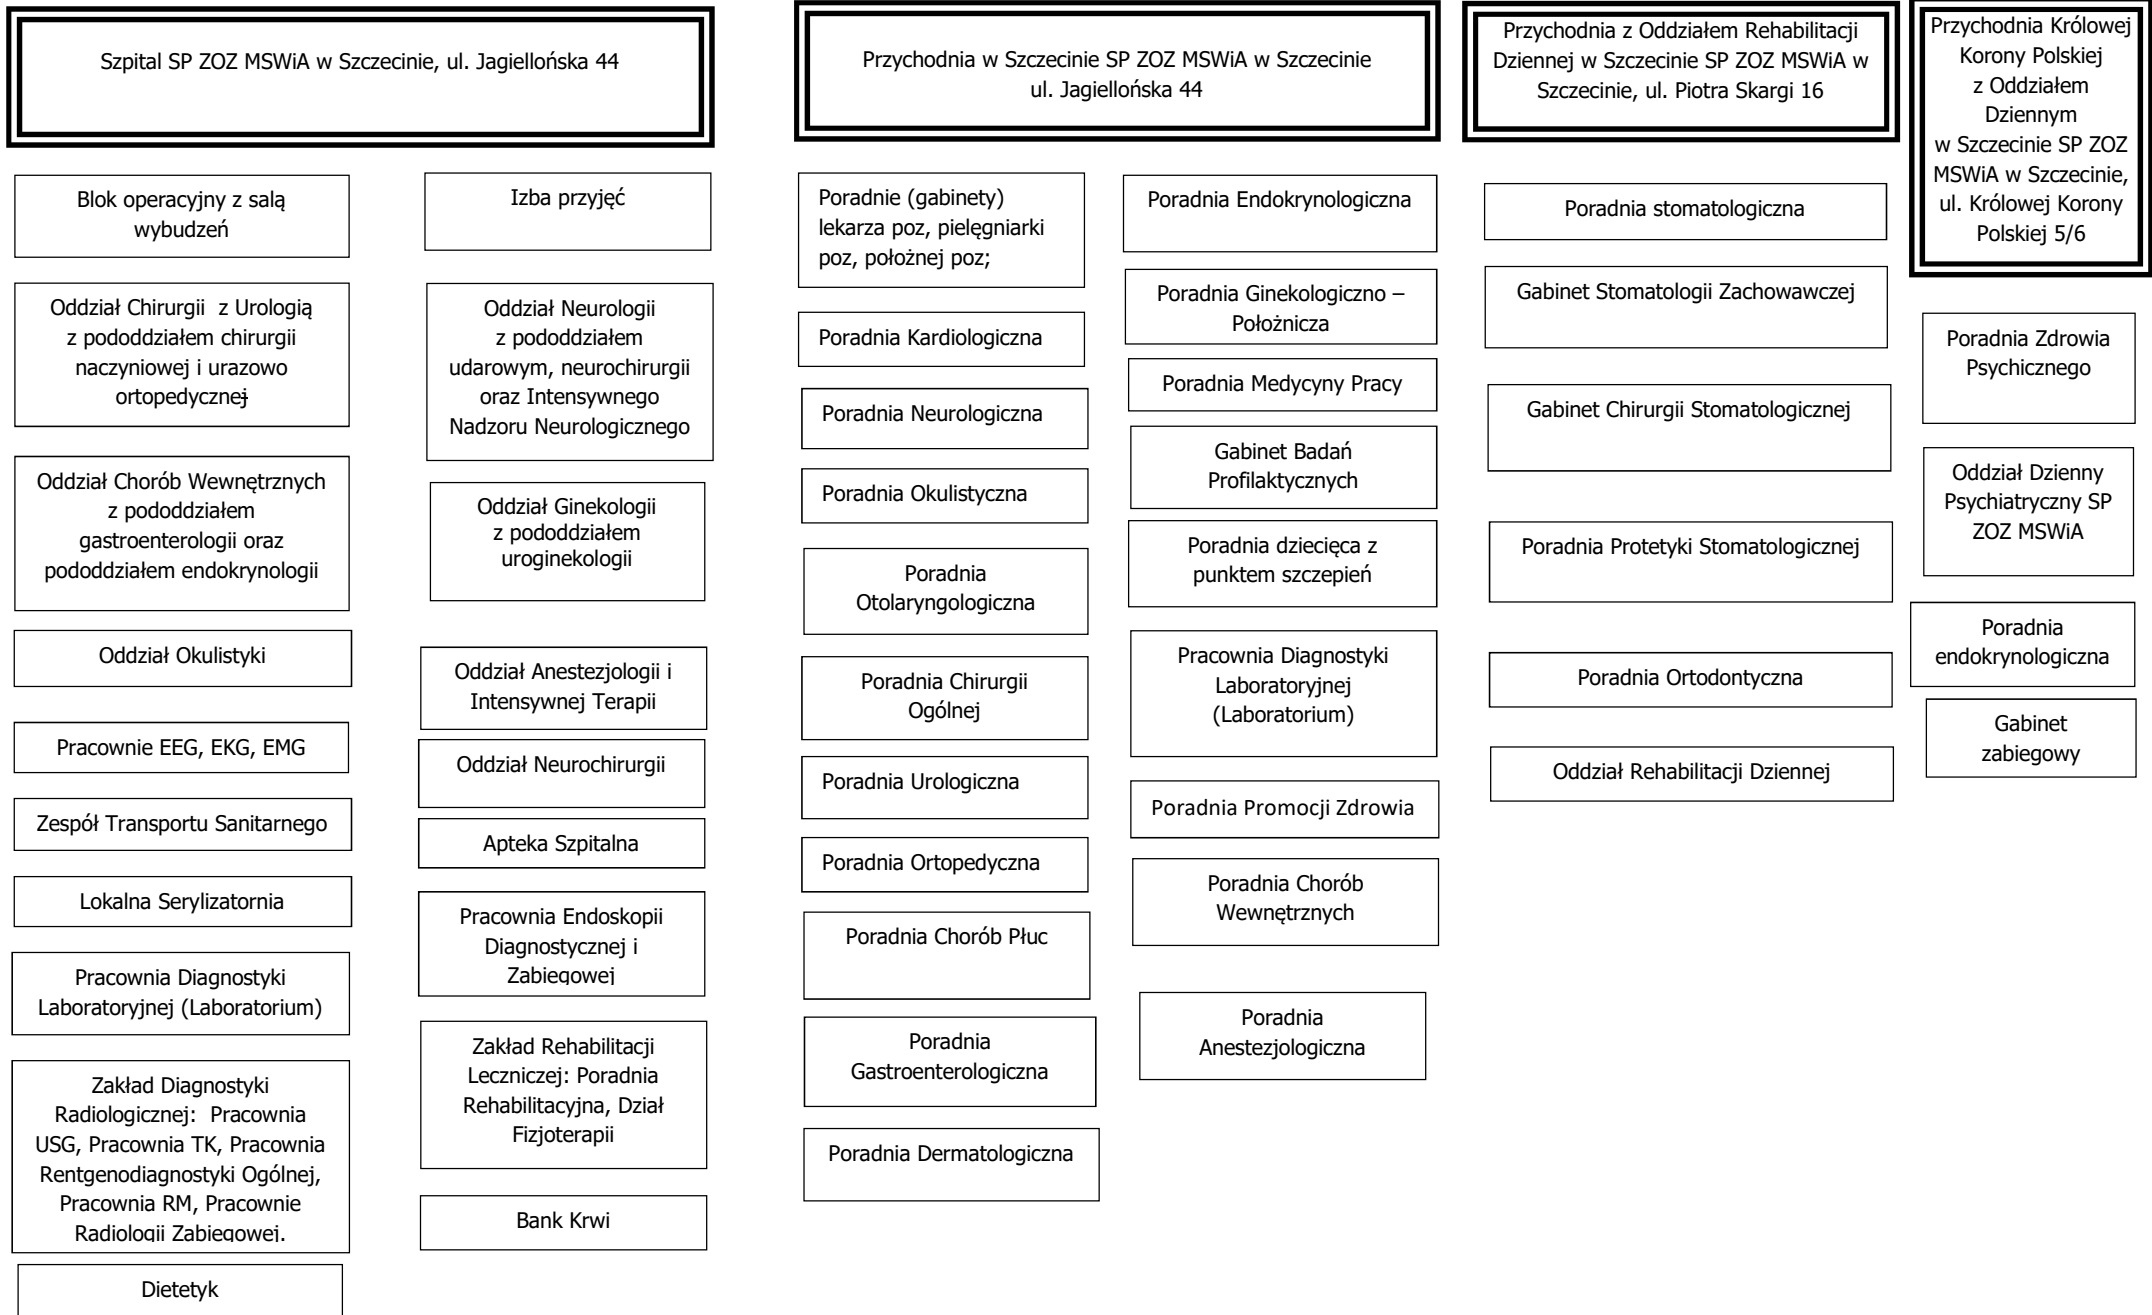 Szpital SP ZOZ MSWiA w Szczecinie, ul. Jagiellońska 44
Blok operacyjny z salą
wybudzeń
Oddział Chirurgii z Urologią
z pododdziałem chirurgii
naczyniowej i urazowo
ortopedycznej
Oddział Chorób Wewnętrznych
z pododdziałem
gastroenterologii oraz
pododdziałem endokrynologii
Oddział Okulistyki
Pracownie EEG, EKG, EMG
Zespół Transportu Sanitarnego
Lokalna Serylizatornia
Pracownia Diagnostyki
Laboratoryjnej (Laboratorium)
Zakład Diagnostyki
Radiologicznej: Pracownia
USG, Pracownia TK, Pracownia
Rentgenodiagnostyki Ogólnej,
Pracownia RM, Pracownie
Radiologii Zabiegowej.
Dietetyk
Izba przyjęć
Oddział Neurologii
z pododdziałem
udarowym, neurochirurgii
oraz Intensywnego
Nadzoru Neurologicznego
Oddział Ginekologii
z pododdziałem
uroginekologii
Oddział Anestezjologii i
Intensywnej Terapii
Oddział Neurochirurgii
Apteka Szpitalna
Pracownia Endoskopii
Diagnostycznej i
Zabiegowej
Zakład Rehabilitacji
Leczniczej: Poradnia
Rehabilitacyjna, Dział
Fizjoterapii
Bank Krwi
Przychodnia w Szczecinie SP ZOZ MSWiA w Szczecinie
ul. Jagiellońska 44
Poradnie (gabinety)
lekarza poz, pielęgniarki
poz, położnej poz;
Poradnia Kardiologiczna
Poradnia Neurologiczna
Poradnia Okulistyczna
Poradnia
Otolaryngologiczna
Poradnia Chirurgii
Ogólnej
Poradnia Urologiczna
Poradnia Ortopedyczna
Poradnia Chorób Płuc
Poradnia
Gastroenterologiczna
Poradnia Dermatologiczna
Poradnia Endokrynologiczna
Poradnia Ginekologiczno –
Położnicza
Poradnia Medycyny Pracy
Gabinet Badań
Profilaktycznych
Poradnia dziecięca z
punktem szczepień
Pracownia Diagnostyki
Laboratoryjnej
(Laboratorium)
Poradnia Promocji Zdrowia
Poradnia Chorób
Wewnętrznych
Poradnia
Anestezjologiczna
Przychodnia z Oddziałem Rehabilitacji
Dziennej w Szczecinie SP ZOZ MSWiA w
Szczecinie, ul. Piotra Skargi 16
Poradnia stomatologiczna
Gabinet Stomatologii Zachowawczej
Gabinet Chirurgii Stomatologicznej
Poradnia Protetyki Stomatologicznej
Poradnia Ortodontyczna
Oddział Rehabilitacji Dziennej
Przychodnia Królowej
Korony Polskiej
z Oddziałem
Dziennym
w Szczecinie SP ZOZ
MSWiA w Szczecinie,
ul. Królowej Korony
Polskiej 5/6
Poradnia Zdrowia
Psychicznego
Oddział Dzienny
Psychiatryczny SP
ZOZ MSWiA
Poradnia
endokrynologiczna
Gabinet
zabiegowy